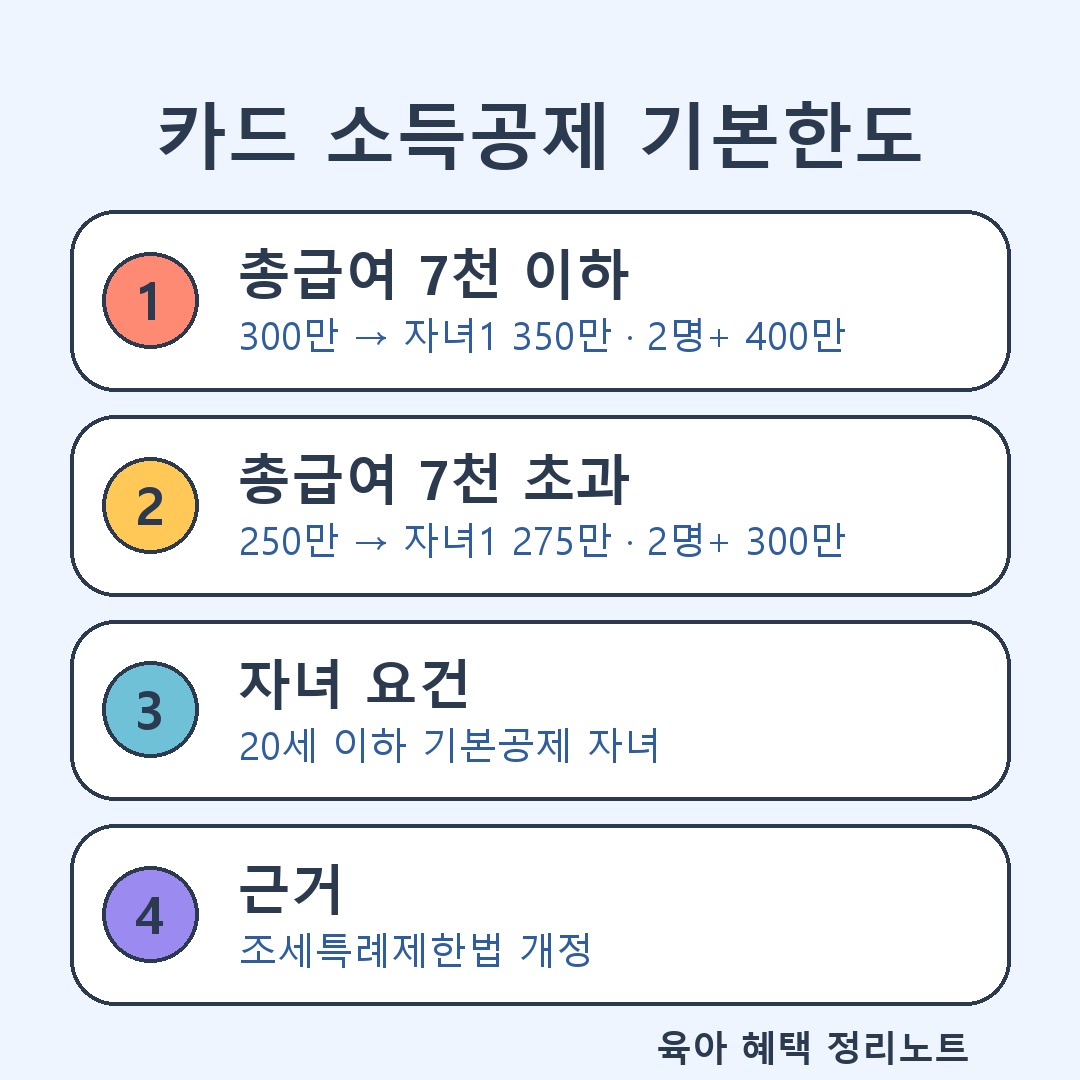 카드 소득공제 기본한도
1
총급여 7천 이하
300만 → 자녀1 350만 · 2명+ 400만
2
총급여 7천 초과
250만 → 자녀1 275만 · 2명+ 300만
3
자녀 요건
20세 이하 기본공제 자녀
4
근거
조세특례제한법 개정
육아 혜택 정리노트